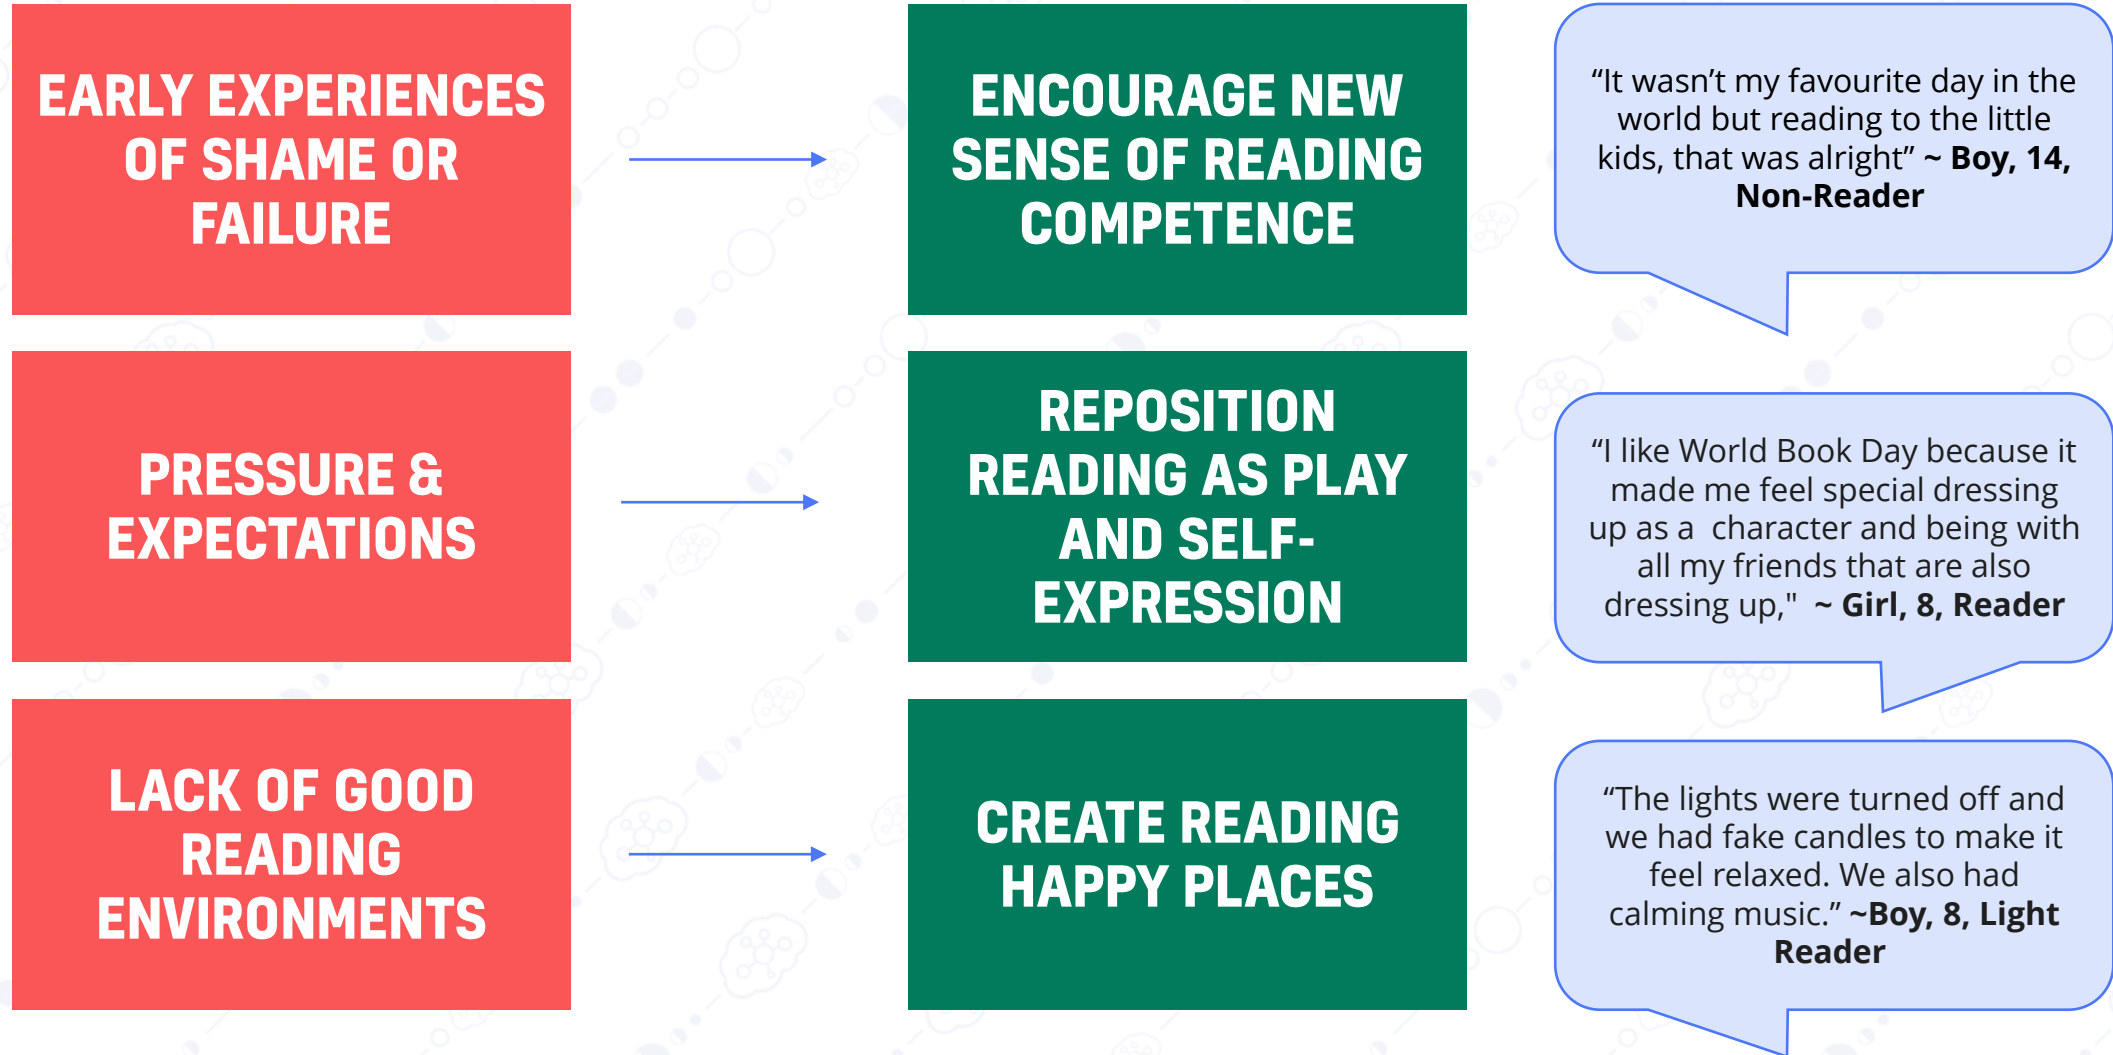 EARLY EXPERIENCES
OF SHAME OR
FAILURE
ENCOURAGE NEW
SENSE OF READING
COMPETENCE
“It wasn’t my favourite day in the
world but reading to the little
kids, that was alright” ~ Boy, 14,
Non-Reader
PRESSURE &
EXPECTATIONS
REPOSITION
READING AS PLAY
AND SELF-
EXPRESSION
“I like World Book Day because it
made me feel special dressing
up as a  character and being with
all my friends that are also
dressing up,"  ~ Girl, 8, Reader
LACK OF GOOD
READING
ENVIRONMENTS
CREATE READING
HAPPY PLACES
“The lights were turned off and
we had fake candles to make it
feel relaxed. We also had
calming music.” ~Boy, 8, Light
Reader